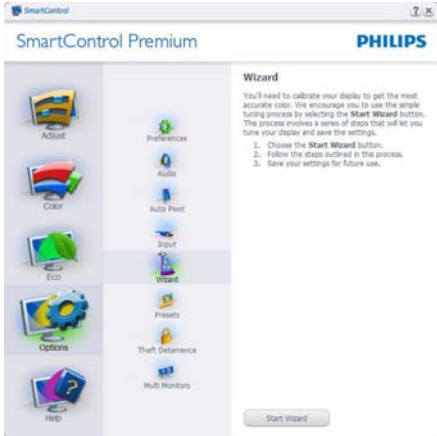 SmartControl
SmartControl Premium
PHILIPS
Adjust
Color
Eco
Options
Help
Preferences
Audio
Auto Pivot
Input
Wizard
Presets
Theft Deterrence
Multi Monitors
Wizard
You'll need to calibrate your display to get the most
accurate color. We encourage you to use the simple
tuning process by selecting the Start Wizard button.
This process involves a series of steps that will let you
tune your display and save the settings.
1. Choose the Start Wizard button.
2. Follow the steps outlined in this process.
3. Save your settings for future use.
Start Wizard